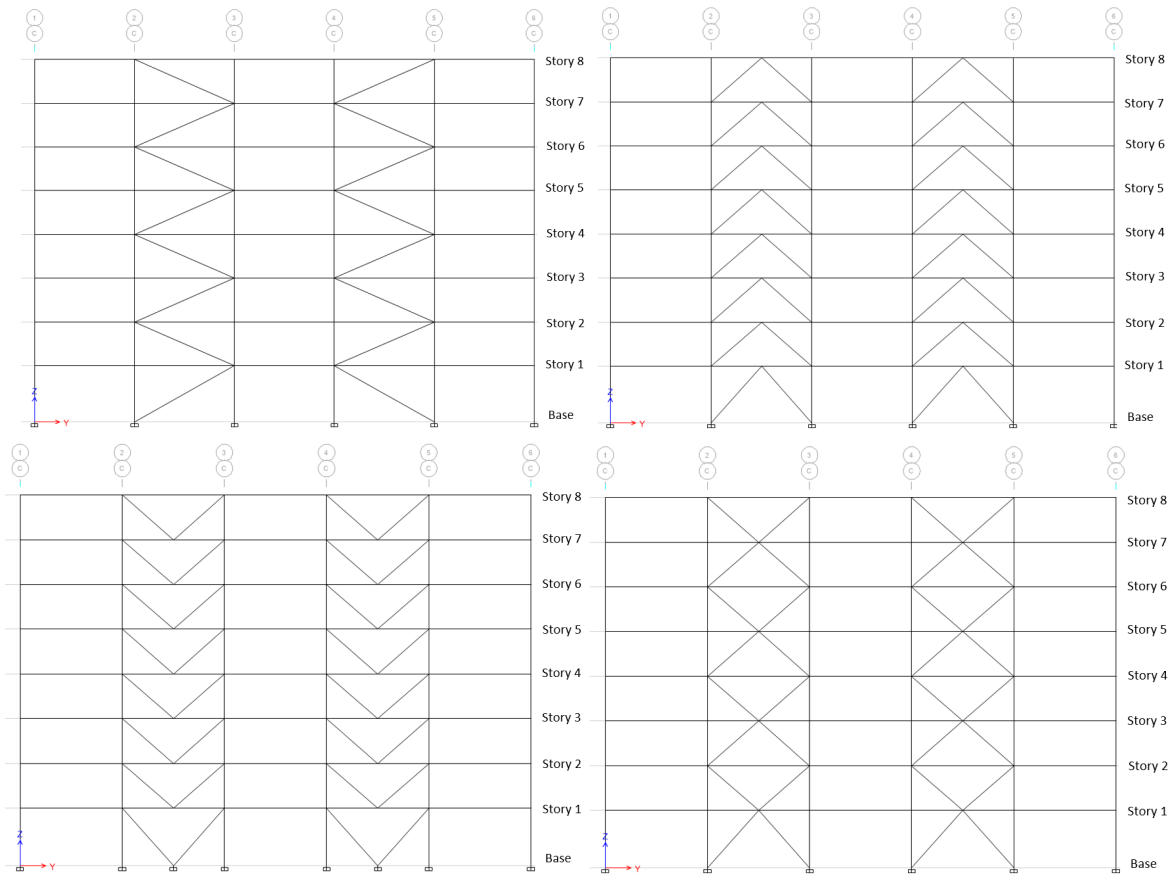 1 2 3 4 5 6
C C C C C C
Story 8
Story 7
Story 6
Story 5
Story 4
Story 3
Story 2
Story 1
Z
Y
Base
1 2 3 4 5 6
C C C C C C
Story 8
Story 7
Story 6
Story 5
Story 4
Story 3
Story 2
Story 1
Z
Y
Base
1 2 3 4 5 6
C C C C C C
Story 8
Story 7
Story 6
Story 5
Story 4
Story 3
Story 2
Story 1
Z
Y
Base
1 2 3 4 5 6
C C C C C C
Story 8
Story 7
Story 6
Story 5
Story 4
Story 3
Story 2
Story 1
Z
Y
Base